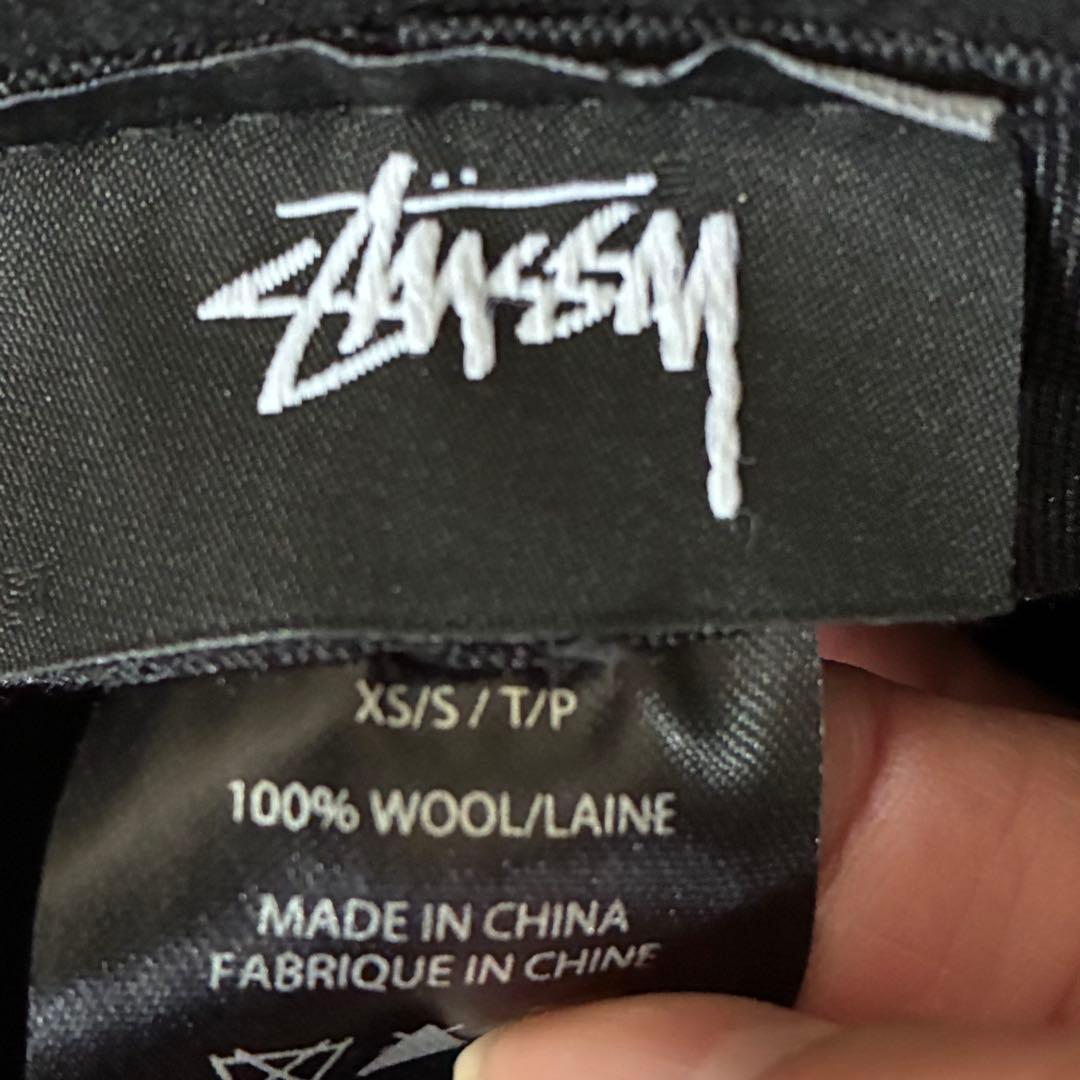 Stüssy
XS/S / T/P
100% WOOL/LAINE
MADE IN CHINA
FABRIQUE IN CHINE